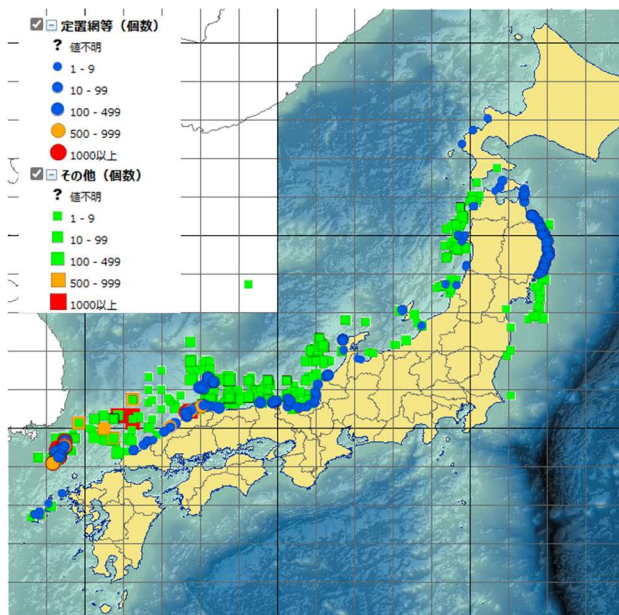 定置網等（個数）
? 値不明
1 - 9
10 - 99
100 - 499
500 - 999
1000以上
その他（個数）
? 値不明
1 - 9
10 - 99
100 - 499
500 - 999
1000以上